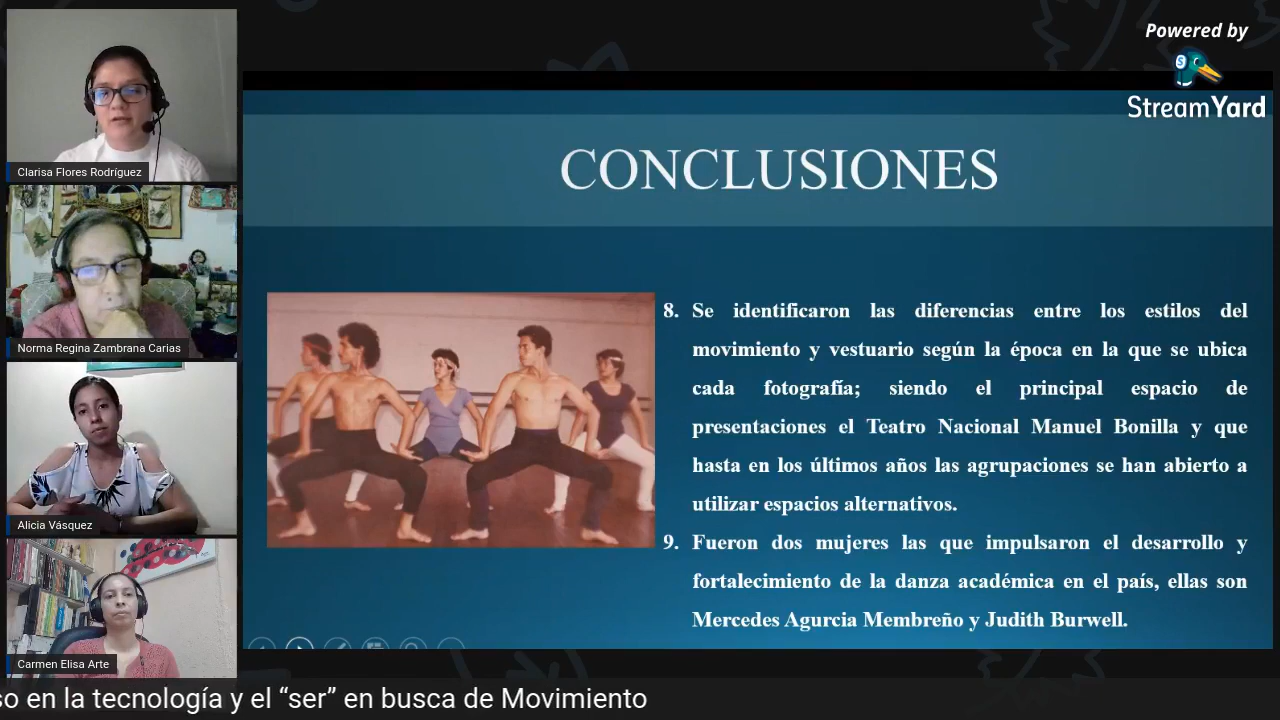 Powered by
StreamYard
Clarisa Flores Rodríguez
Norma Regina Zambrana Carias
Alicia Vásquez
Carmen Elisa Arte
CONCLUSIONES
8. Se identificaron las diferencias entre los estilos del
movimiento y vestuario según la época en la que se ubica
cada fotografía; siendo el principal espacio de
presentaciones el Teatro Nacional Manuel Bonilla y que
hasta en los últimos años las agrupaciones se han abierto a
utilizar espacios alternativos.
9. Fueron dos mujeres las que impulsaron el desarrollo y
fortalecimiento de la danza académica en el país, ellas son
Mercedes Agurcia Membreño y Judith Burwell.
so en la tecnología y el “ser” en busca de Movimiento